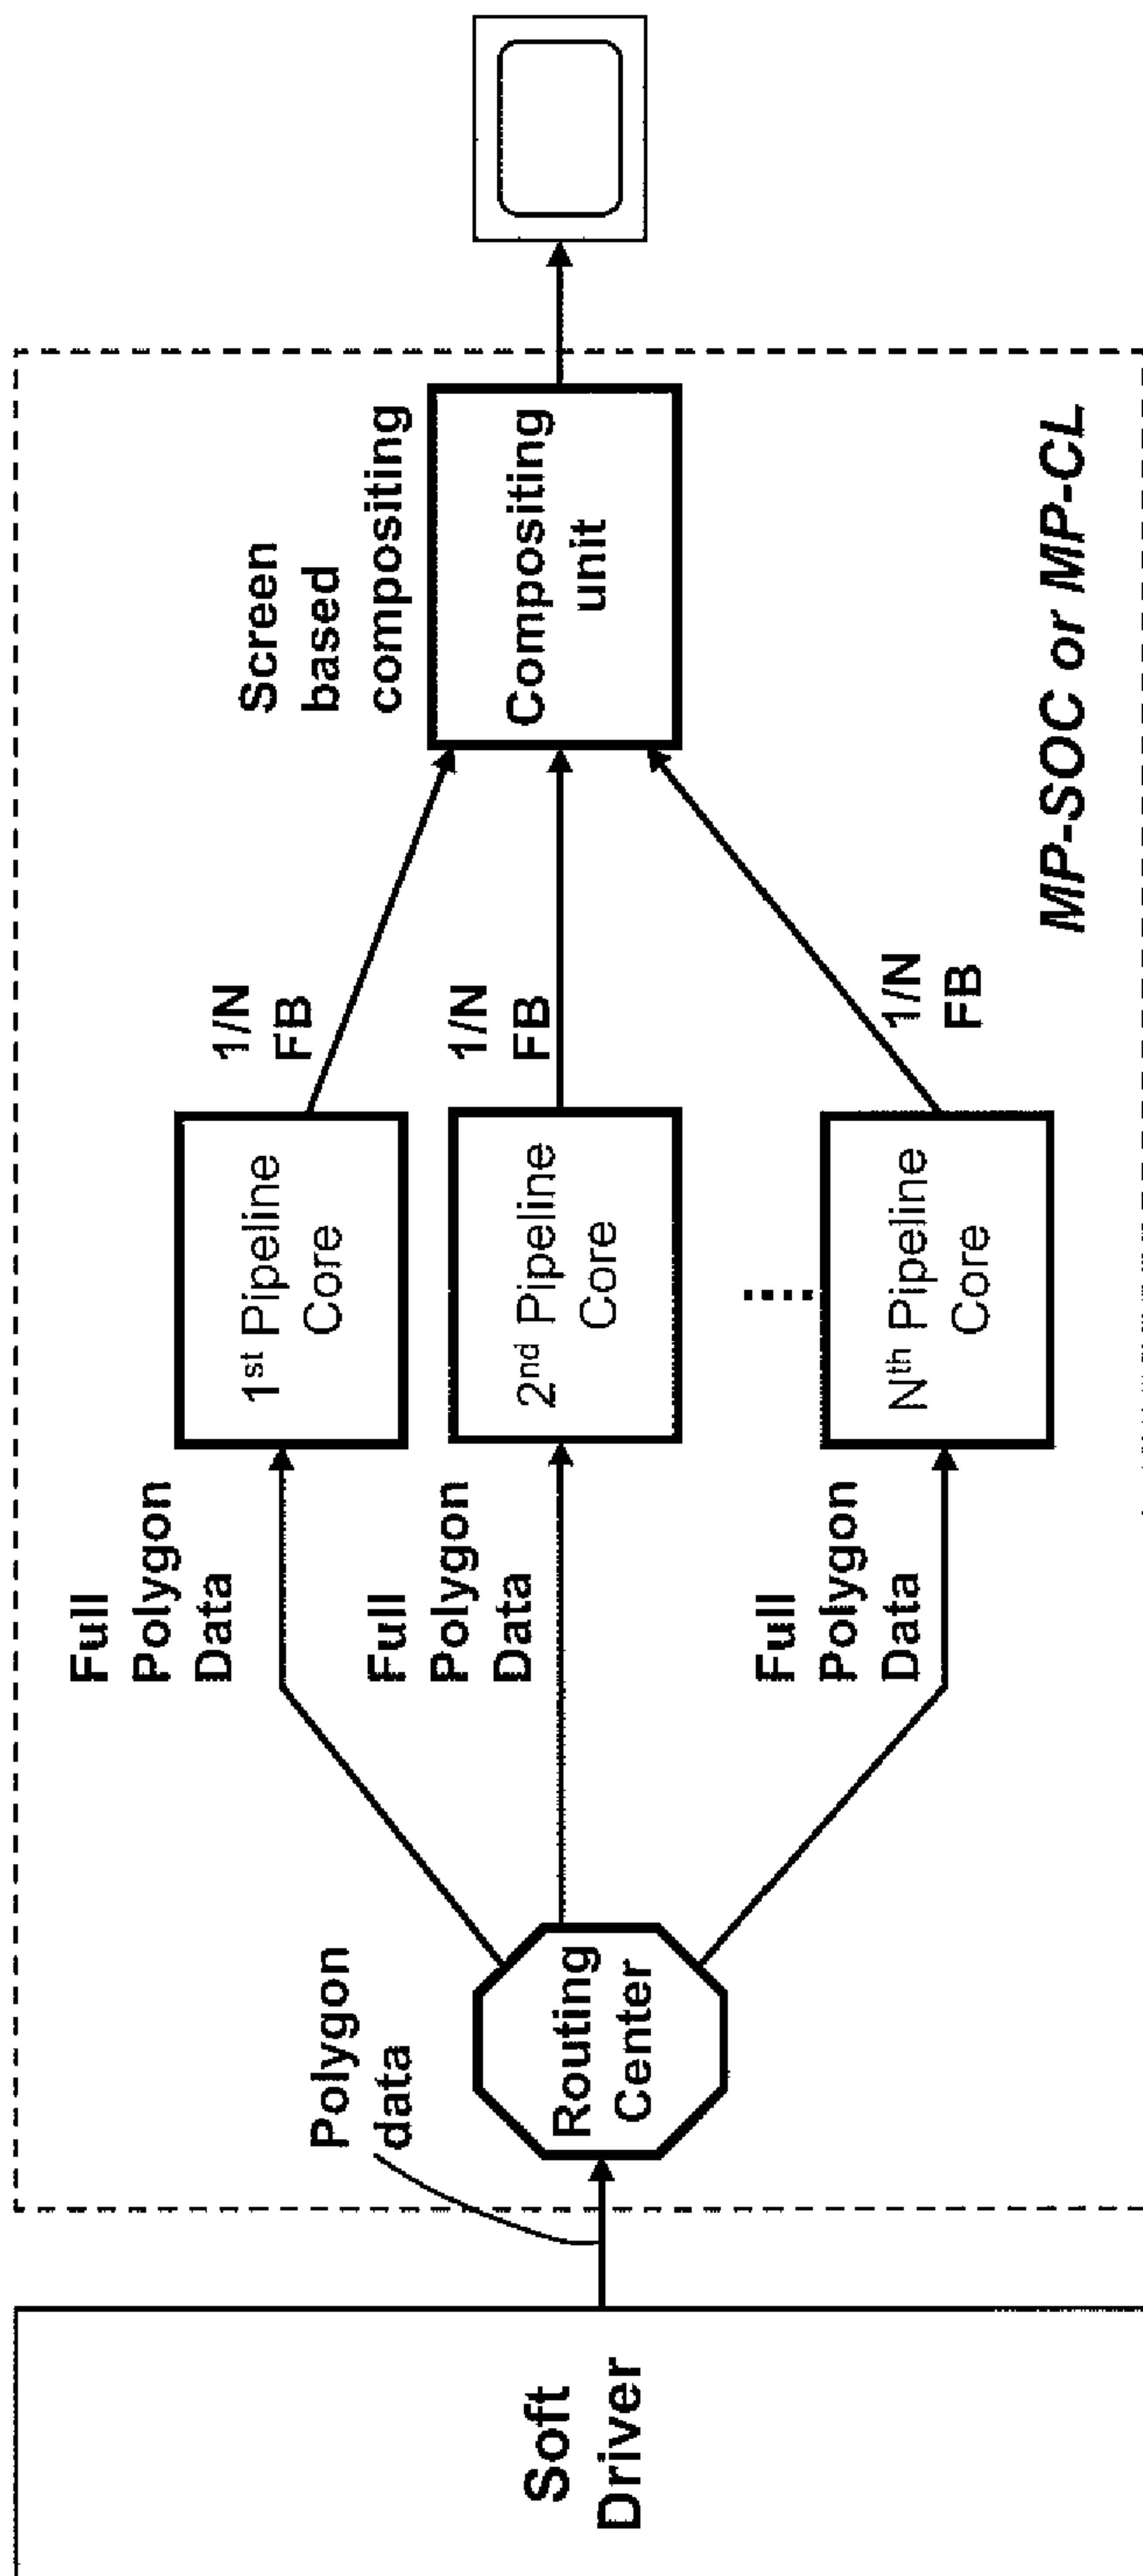 Soft
Driver
Polygon
data
Routing
Center
Full
Polygon
Data
Full
Polygon
Data
Full
Polygon
Data
1st Pipeline
Core
2nd Pipeline
Core
Nth Pipeline
Core
1/N
FB
1/N
FB
1/N
FB
Screen
based
compositing
Compositing
unit
MP-SOC or MP-CL